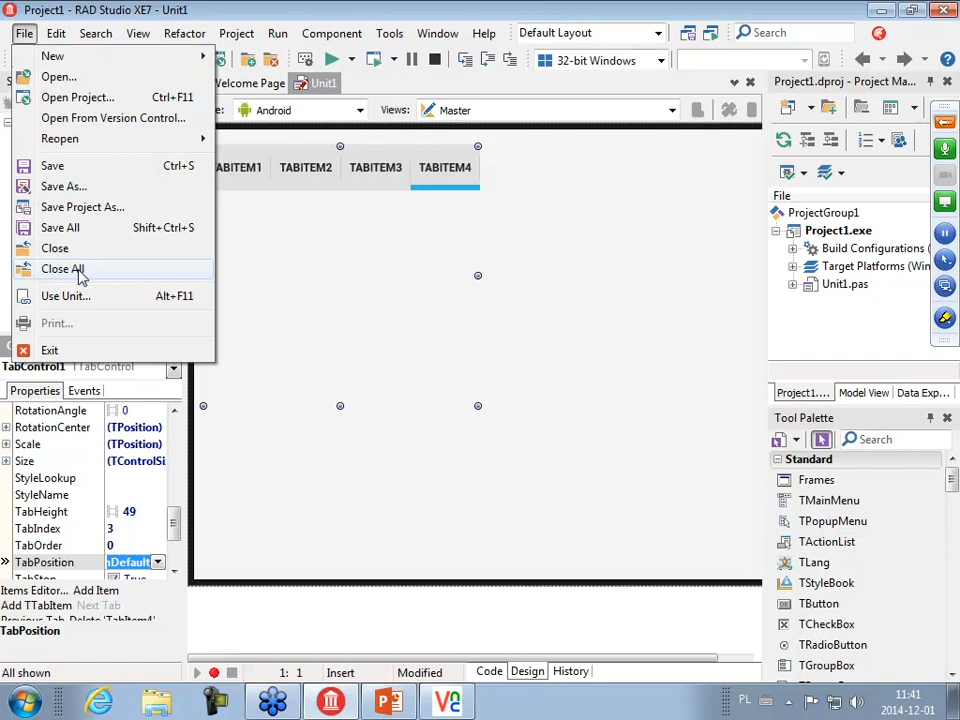 Project1 - RAD Studio XE7 - Unit1
File Edit Search View Refactor Project Run Component Tools Window Help
Default Layout
Search
32-bit Windows
New
Open...
Open Project... Ctrl+F11
Open From Version Control...
Reopen
Save Ctrl+S
Save As...
Save Project As...
Save All Shift+Ctrl+S
Close
Close All
Use Unit... Alt+F11
Print...
Exit
Welcome Page Unit1
Android Views: Master
TABITEM2 TABITEM3 TABITEM4
TabControl1 TTabControl
Properties Events
RotationAngle 0
RotationCenter (TPosition)
Scale (TPosition)
Size (TControlSi
StyleLookup
StyleName
TabHeight 49
TabIndex 3
TabOrder 0
TabPosition nDefault
True
Items Editor... Add Item
Add TTabItem Next Tab
Previous Tab Delete 'TabItem4'
TabPosition
All shown
1: 1 Insert Modified Code Design History
Project1.dproj - Project Ma...
File
ProjectGroup1
Project1.exe
Build Configurations
Target Platforms (Win
Unit1.pas
Project1.... Model View Data Exp...
Tool Palette
Search
Standard
Frames
TMainMenu
TPopupMenu
TActionList
TLang
TStyleBook
TButton
TCheckBox
TRadioButton
TGroupBox
PL
11:41
2014-12-01